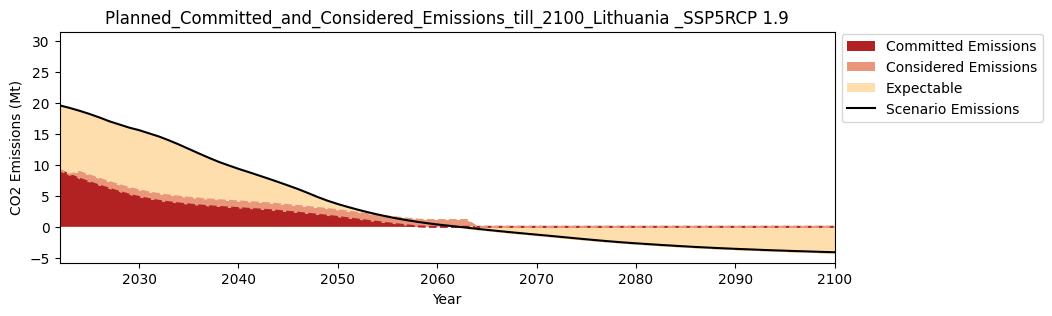 Planned_Committed_and_Considered_Emissions_till_2100_Lithuania _SSP5RCP 1.9
30
25
20
15
10
5
0
−5
CO2 Emissions (Mt)
2030 2040 2050 2060 2070 2080 2090 2100
Year
Committed Emissions
Considered Emissions
Expectable
Scenario Emissions